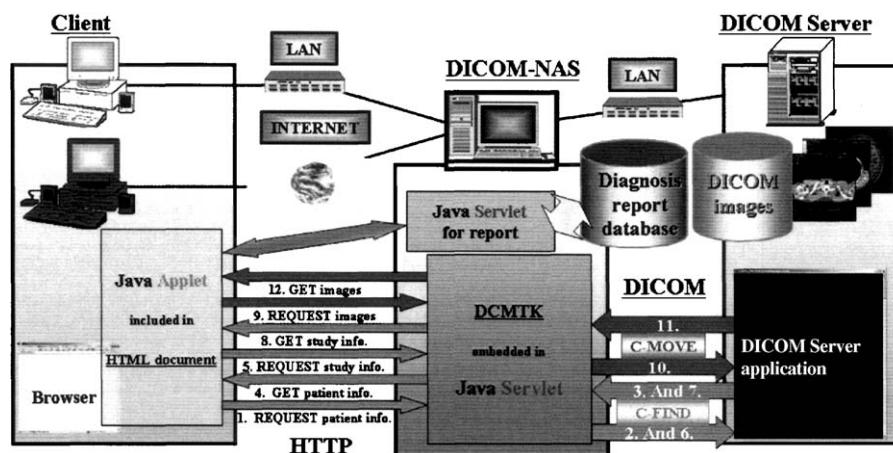 Client
LAN
INTERNET
DICOM-NAS
LAN
DICOM Server
Java Servlet
for report
Diagnosis
report
database
DICOM
images
Java Applet
included in
HTML document
Browser
12. GET images
9. REQUEST images
8. GET study info.
5. REQUEST study info.
4. GET patient info.
1. REQUEST patient info.
HTTP
DCMTK
embedded in
Java Servlet
DICOM
11.
C-MOVE
10.
3. And 7.
C-FIND
2. And 6.
DICOM Server
application